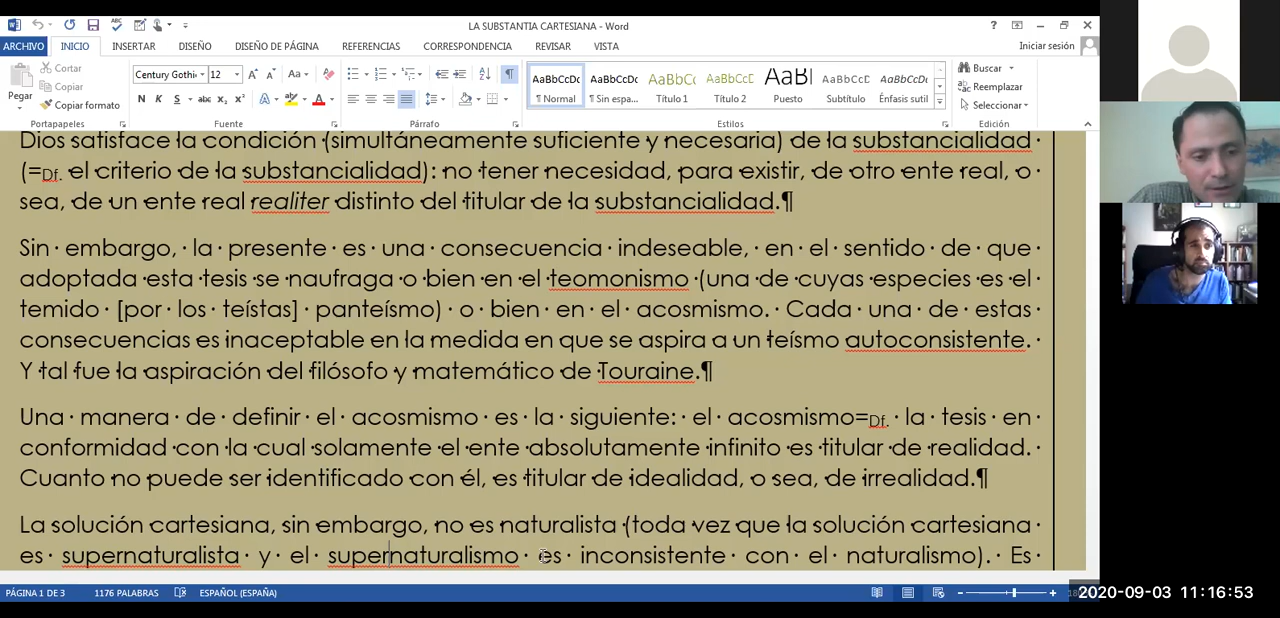 LA SUBSTANTIA CARTESIANA - Word
ARCHIVO INICIO INSERTAR DISEÑO DISEÑO DE PÁGINA REFERENCIAS CORRESPONDENCIA REVISAR VISTA Iniciar sesión
Pegar
Cortar
Copiar
Copiar formato
Portapapeles
Century Gothi 12
Fuente
Párrafo
AaBbCcDc AaBbCcDc AaBbC AaBbCcC AaBl AaBbCcD AaBbCcDc
¶ Normal ¶ Sin espa... Título 1 Título 2 Puesto Subtítulo Énfasis sutil
Estilos
Buscar
Reemplazar
Seleccionar
Edición
Dios satisface la condición (simultáneamente suficiente y necesaria) de la substancialidad
(=Df. el criterio de la substancialidad): no tener necesidad, para existir, de otro ente real, o
sea, de un ente real realiter distinto del titular de la substancialidad.¶
Sin embargo, la presente es una consecuencia indeseable, en el sentido de que
adoptada esta tesis se naufraga o bien en el teomonismo (una de cuyas especies es el
temido [por los teístas] panteísmo) o bien en el acosmismo. Cada una de estas
consecuencias es inaceptable en la medida en que se aspira a un teísmo autoconsistente.
Y tal fue la aspiración del filósofo y matemático de Touraine.¶
Una manera de definir el acosmismo es la siguiente: el acosmismo=Df. la tesis en
conformidad con la cual solamente el ente absolutamente infinito es titular de realidad.
Cuanto no puede ser identificado con él, es titular de idealidad, o sea, de irrealidad.¶
La solución cartesiana, sin embargo, no es naturalista (toda vez que la solución cartesiana
es supernaturalista y el supernaturalismo es inconsistente con el naturalismo). Es
PÁGINA 1 DE 3 1176 PALABRAS ESPAÑOL (ESPAÑA)
2020-09-03 11:16:53